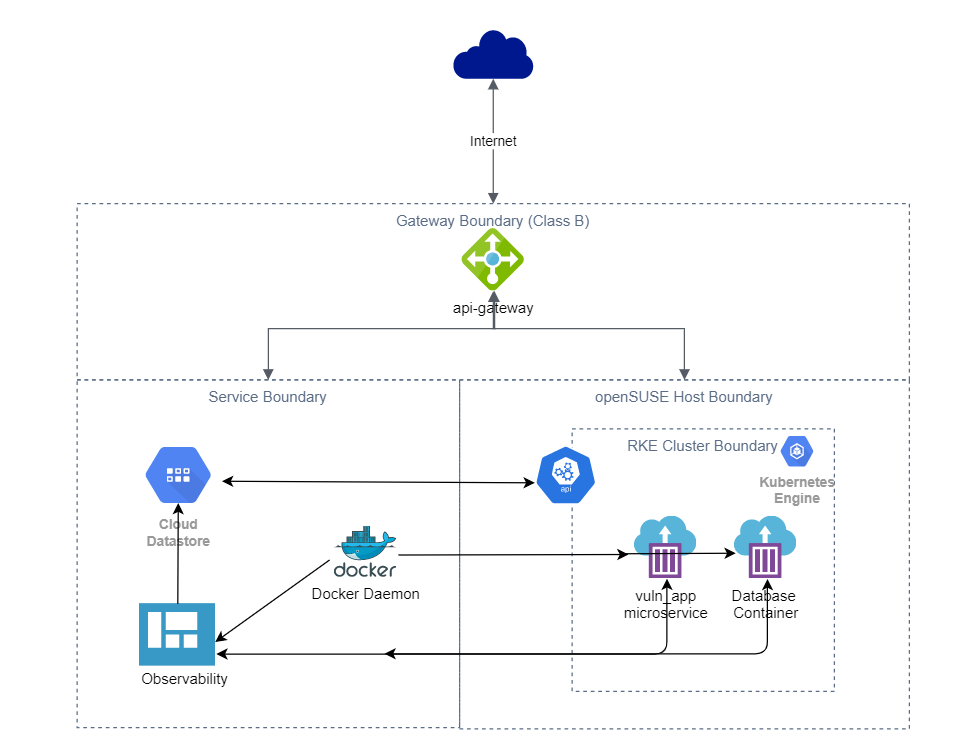 Internet
Gateway Boundary (Class B)
api-gateway
Service Boundary
openSUSE Host Boundary
RKE Cluster Boundary
Kubernetes
Engine
api
Cloud
Datastore
docker
Docker Daemon
vuln_app
microservice
Database
Container
Observability